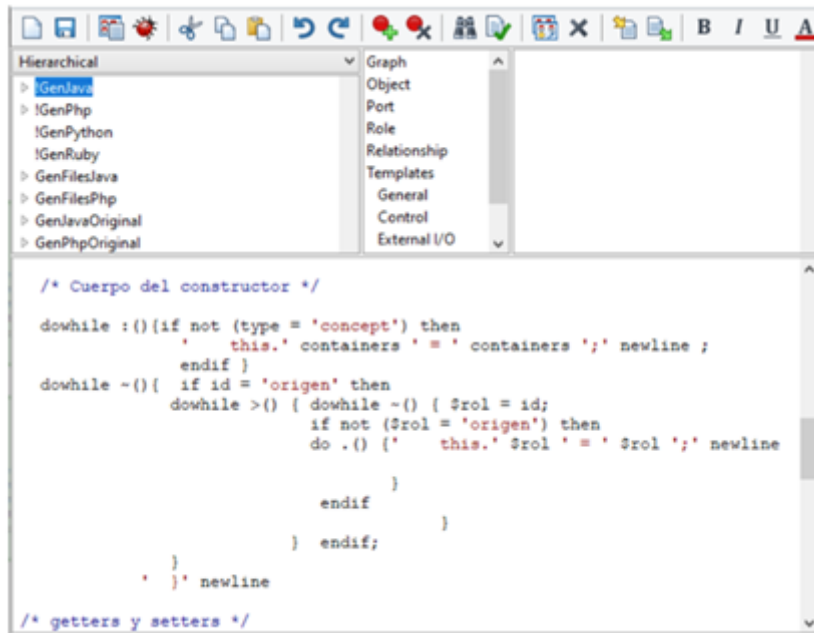 B I U A
Hierarchical
!GenJava
!GenPhp
!GenPython
!GenRuby
GenFilesJava
GenFilesPhp
GenJavaOriginal
GenPhpOriginal
Graph
Object
Port
Role
Relationship
Templates
General
Control
External I/O
/* Cuerpo del constructor */
dowhile :(){if not (type = 'concept') then
'    this.' containers ' = ' containers ';' newline ;
endif }
dowhile ~(){  if id = 'origen' then
dowhile >() { dowhile ~() { $rol = id;
if not ($rol = 'origen') then
do .() {'    this.' $rol ' = ' $rol ';' newline
}
endif
}
}  endif;
}
'  }' newline
/* getters y setters */